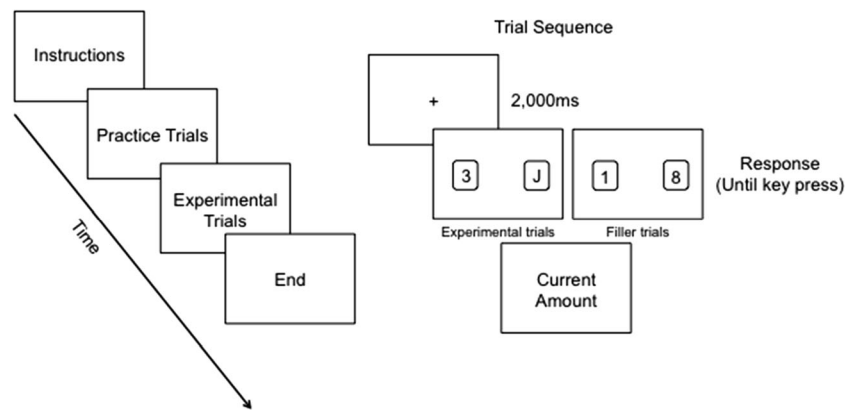 Instructions
Practice Trials
Experimental
Trials
End
Time
Trial Sequence
+
2,000ms
3 J
1 8
Response
(Until key press)
Experimental trials
Filler trials
Current
Amount